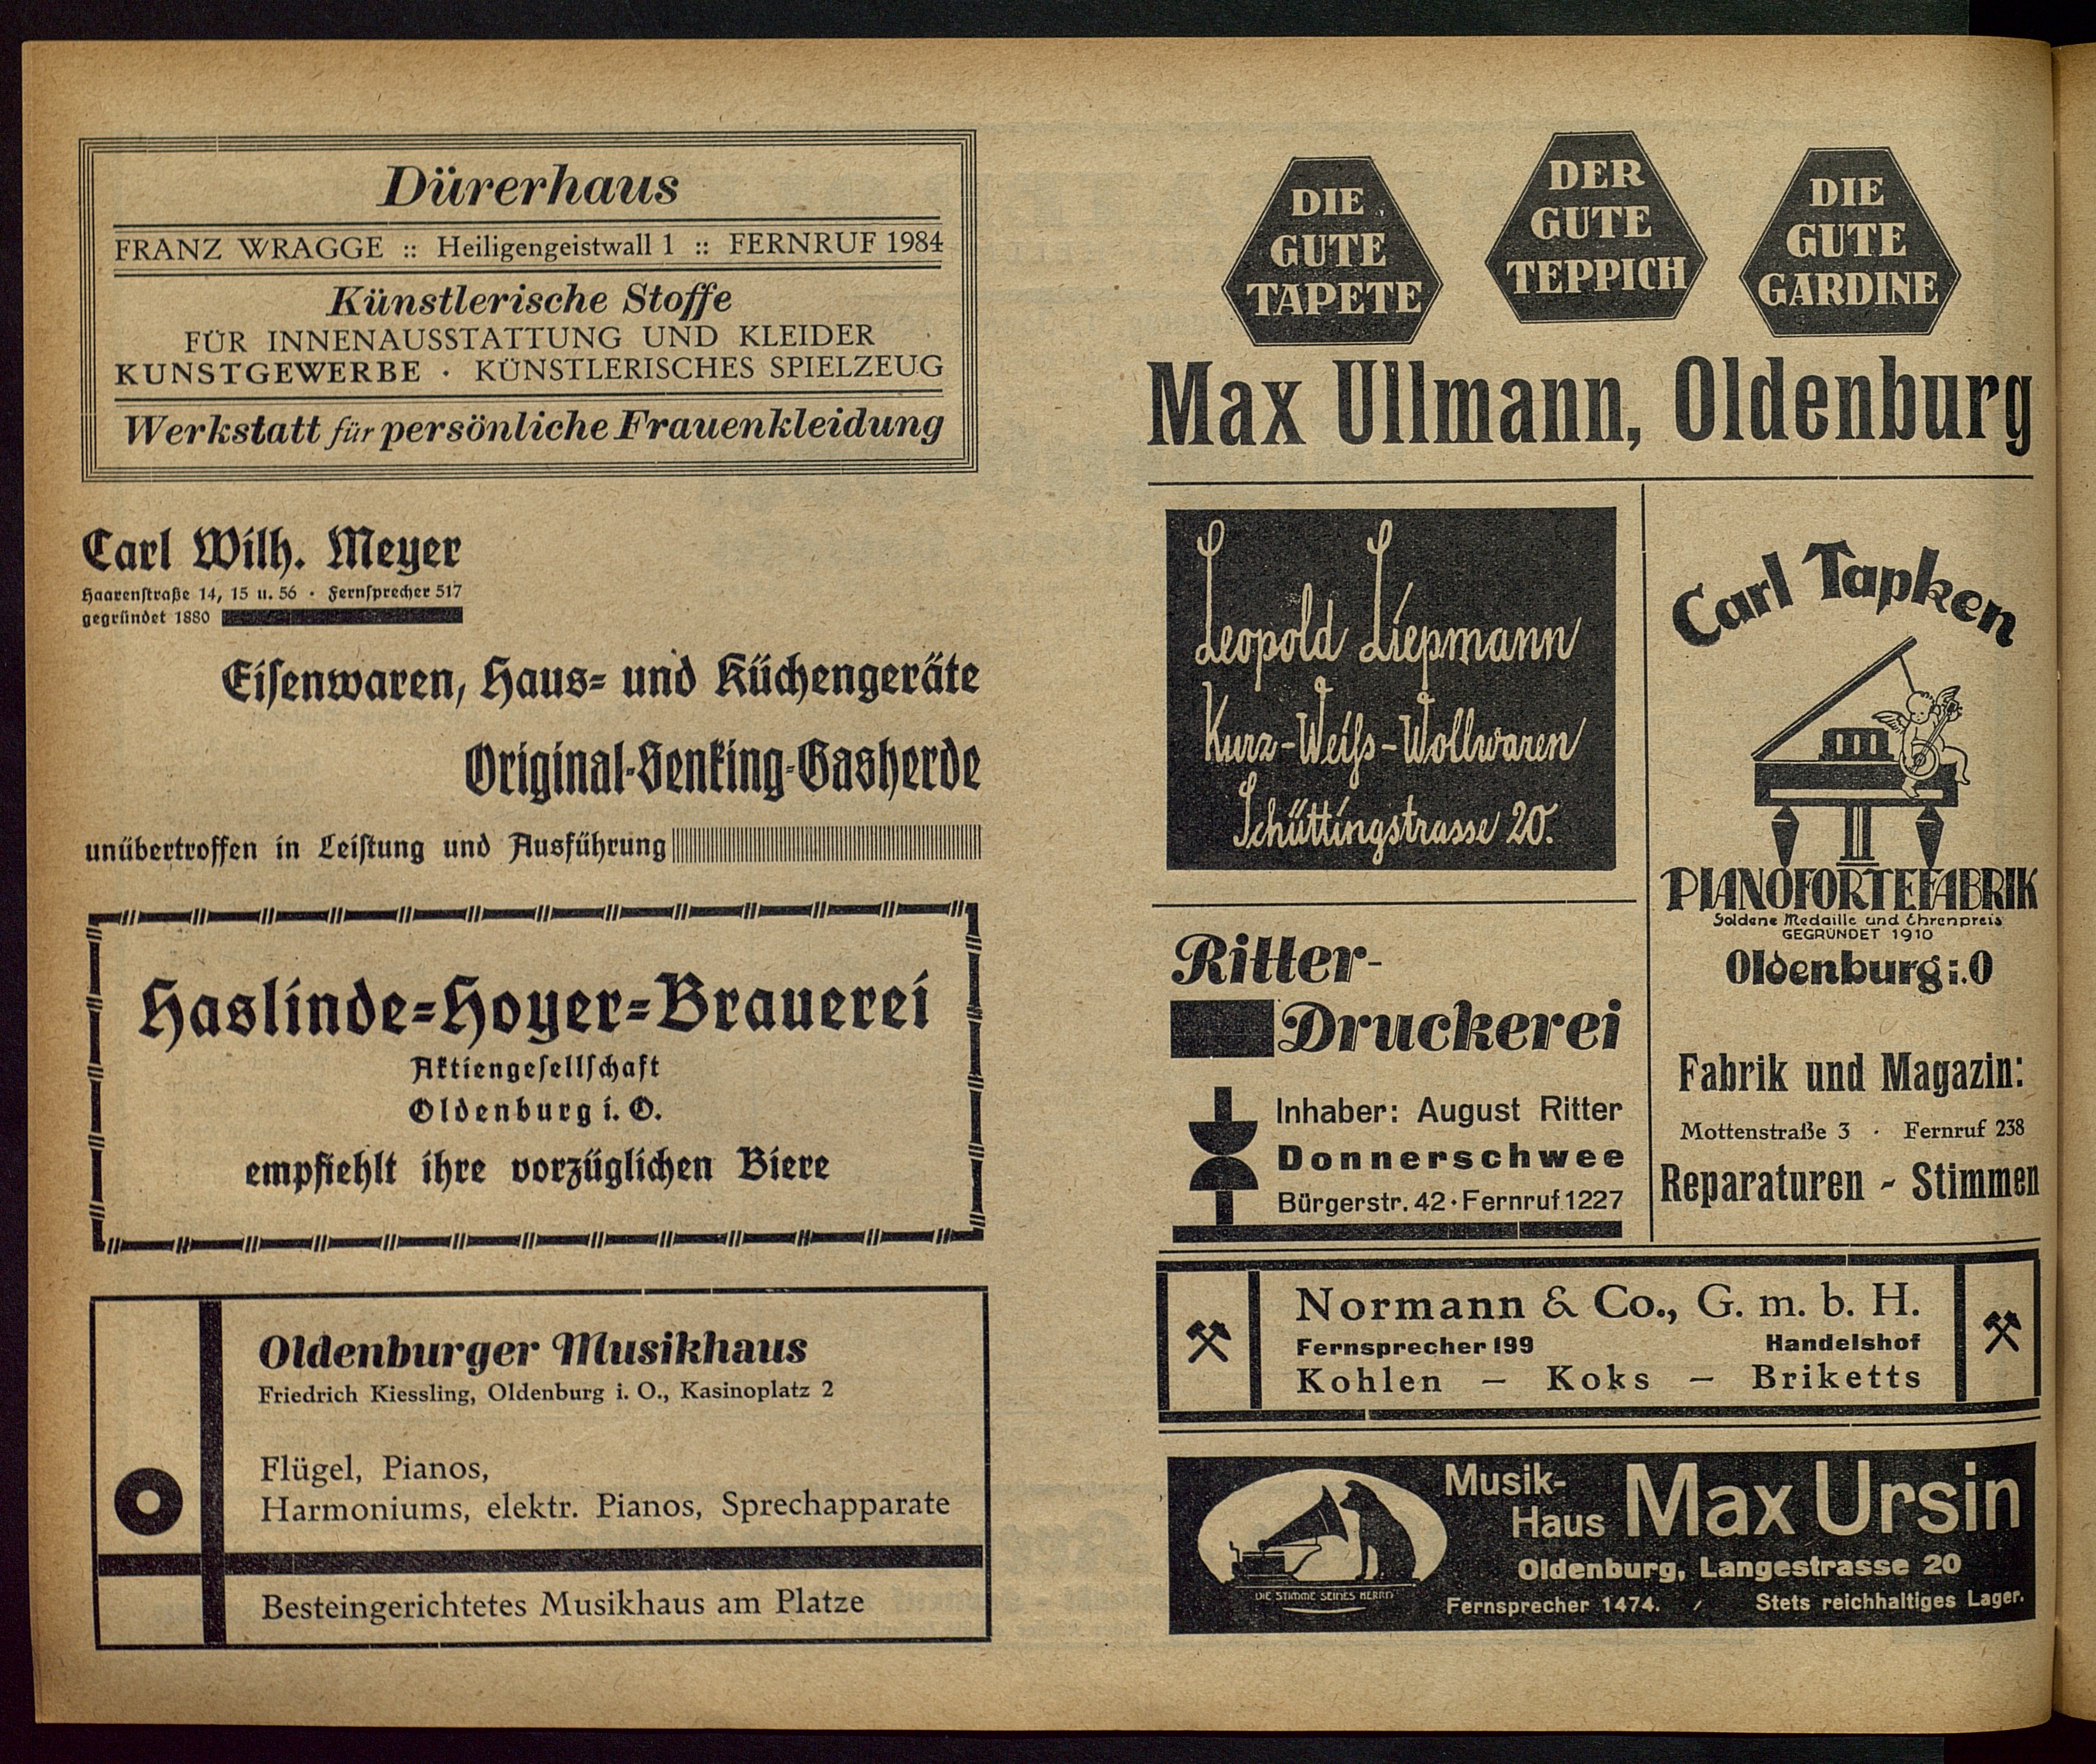 Dürerhaus
FRANZ WRAGGE :: Heiligengeistwall 1 :: FERNRUF 1984
Künstlerische Stoffe
FÜR INNENAUSSTATTUNG UND KLEIDER
KUNSTGEWERBE · KÜNSTLERISCHES SPIELZEUG
Werkstatt für persönliche Frauenkleidung
Carl Wilh. Meyer
Haarenſtraße 14, 15 u. 56 · Fernſprecher 517
gegründet 1880
Eiſenwaren, Haus- und Küchengeräte
Original-Senking-Gasherde
unübertroffen in Leiſtung und Ausführung
Haslinde-Hoyer-Brauerei
Aktiengeſellſchaft
Oldenburg i. O.
empfiehlt ihre vorzüglichen Biere
Oldenburger Musikhaus
Friedrich Kiessling, Oldenburg i. O., Kasinoplatz 2
Flügel, Pianos,
Harmoniums, elektr. Pianos, Sprechapparate
Besteingerichtetes Musikhaus am Platze
DIE
GUTE
TAPETE
DER
GUTE
TEPPICH
DIE
GUTE
GARDINE
Max Ullmann, Oldenburg
Leopold Liepmann
Kurz-Weiß-Wollwaren
Schüttingstrasse 20.
Carl Tapken
PIANOFORTEFABRIK
Goldene Medaille und Ehrenpreis
GEGRÜNDET 1910
Oldenburg i.O
Fabrik und Magazin:
Mottenstraße 3 · Fernruf 238
Reparaturen - Stimmen
Ritter-
Druckerei
Inhaber: August Ritter
Donnerschwee
Bürgerstr. 42 · Fernruf 1227
Normann & Co., G. m. b. H.
Fernsprecher 199 Handelshof
Kohlen — Koks — Briketts
Musik-
Haus Max Ursin
Oldenburg, Langestrasse 20
Fernsprecher 1474. Stets reichhaltiges Lager.
DIE STIMME SEINES HERRN